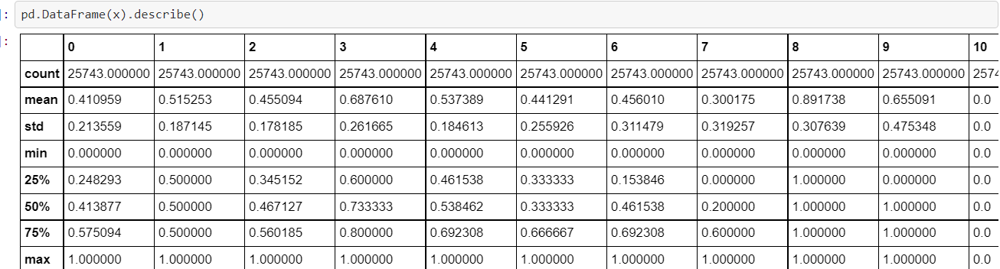 ]: pd.DataFrame(x).describe()
]:
0 1 2 3 4 5 6 7 8 9 10
count 25743.000000 25743.000000 25743.000000 25743.000000 25743.000000 25743.000000 25743.000000 25743.000000 25743.000000 25743.000000 2574
mean 0.410959 0.515253 0.455094 0.687610 0.537389 0.441291 0.456010 0.300175 0.891738 0.655091 0.0
std 0.213559 0.187145 0.178185 0.261665 0.184613 0.255926 0.311479 0.319257 0.307639 0.475348 0.0
min 0.000000 0.000000 0.000000 0.000000 0.000000 0.000000 0.000000 0.000000 0.000000 0.000000 0.0
25% 0.248293 0.500000 0.345152 0.600000 0.461538 0.333333 0.153846 0.000000 1.000000 0.000000 0.0
50% 0.413877 0.500000 0.467127 0.733333 0.538462 0.333333 0.461538 0.200000 1.000000 1.000000 0.0
75% 0.575094 0.500000 0.560185 0.800000 0.692308 0.666667 0.692308 0.600000 1.000000 1.000000 0.0
max 1.000000 1.000000 1.000000 1.000000 1.000000 1.000000 1.000000 1.000000 1.000000 1.000000 0.0